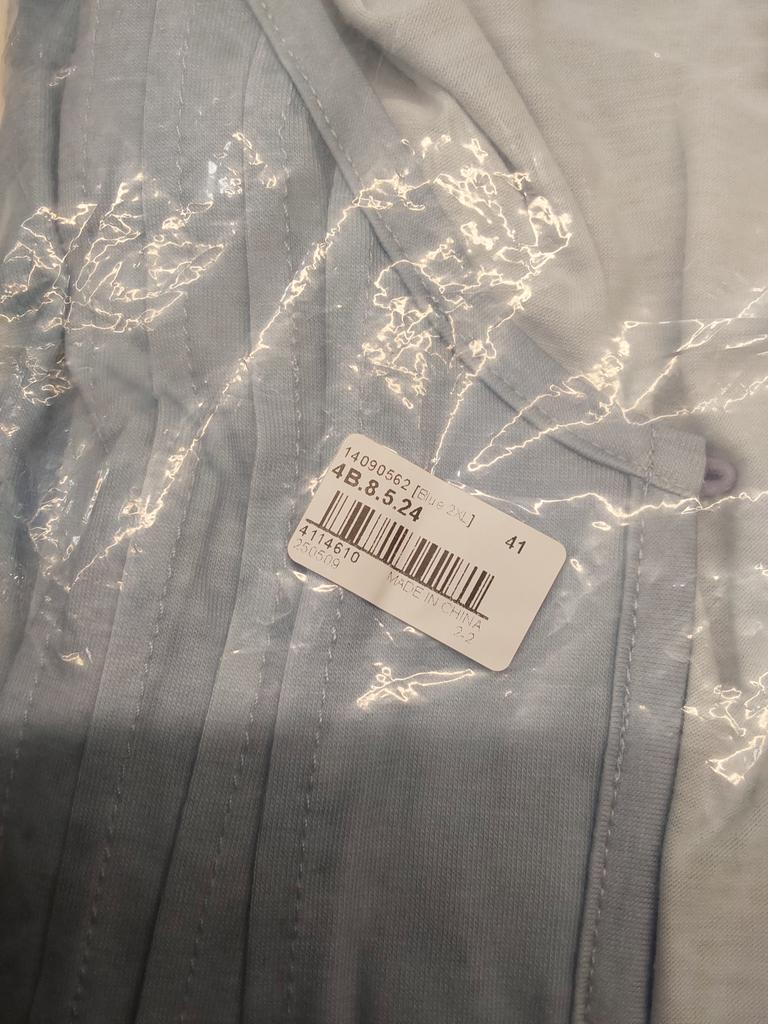 14090562 [Blue 2XL]
4B.8.5.24
41
4114610
250509
MADE IN CHINA
2-2